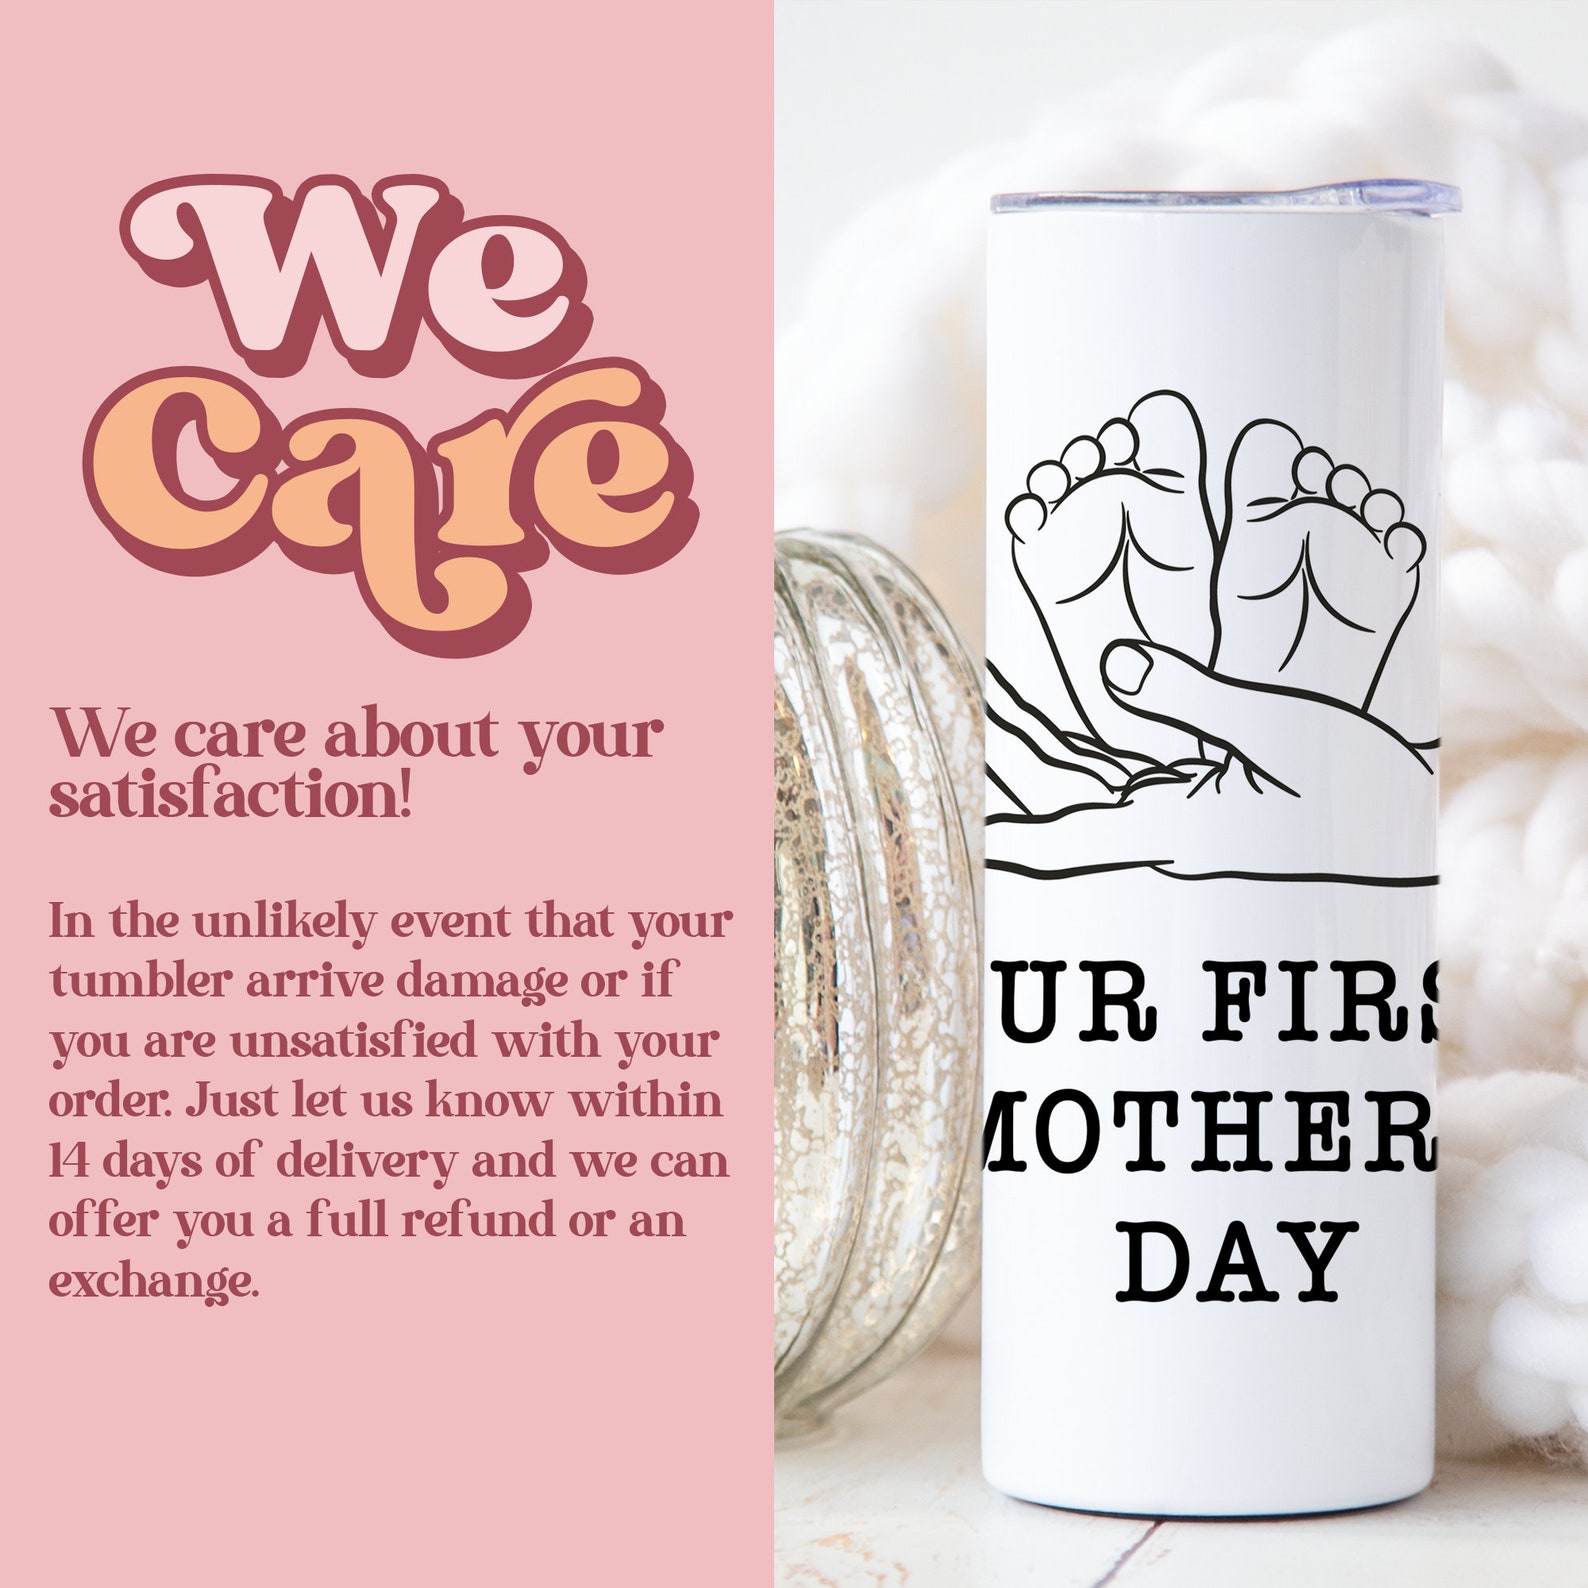 We
Care
We care about your
satisfaction!
In the unlikely event that your
tumbler arrive damage or if
you are unsatisfied with your
order. Just let us know within
14 days of delivery and we can
offer you a full refund or an
exchange.
UR FIRS
MOTHER
DAY